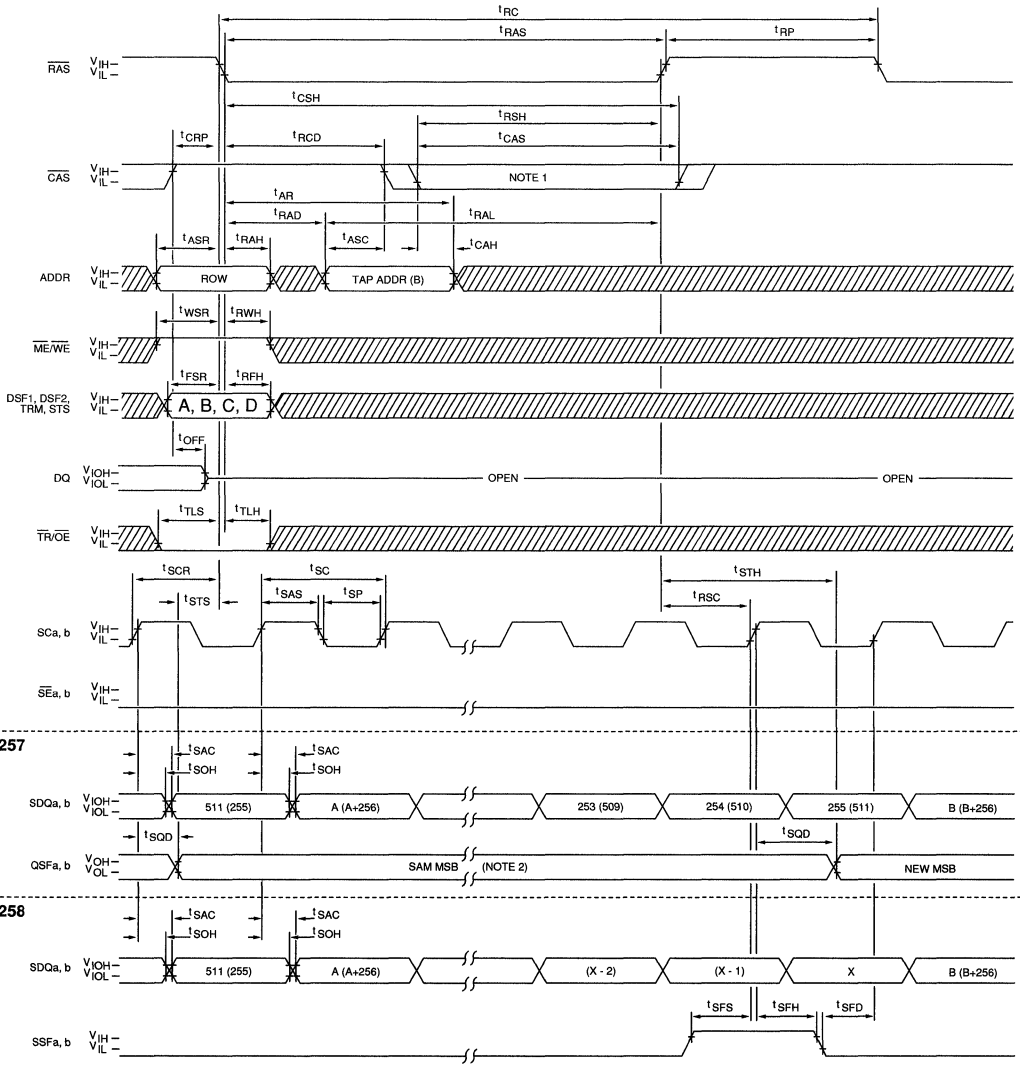 tRC
tRAS tRP
RAS VIH VIL
tCSH
tRSH
tCRP tRCD tCAS
CAS VIH VIL NOTE 1
tAR
tRAD tRAL
tASR tRAH tASC tCAH
ADDR VIH VIL ROW TAP ADDR (B)
tWSR tRWH
ME/WE VIH VIL
tFSR tRFH
DSF1, DSF2, TRM, STS VIH VIL A, B, C, D
tOFF
DQ VIOH VIOL OPEN OPEN
tTLS tTLH
TR/OE VIH VIL
tSCR tSC tSTH
tSTS tSAS tSP tRSC
SCa, b VIH VIL
SEa, b VIH VIL
257
tSAC tSAC
tSOH tSOH
SDQa, b VIOH VIOL 511 (255) A (A+256) 253 (509) 254 (510) 255 (511) B (B+256)
tSQD tSQD
QSFa, b VOH VOL SAM MSB (NOTE 2) NEW MSB
258
tSAC tSAC
tSOH tSOH
SDQa, b VIOH VIOL 511 (255) A (A+256) (X - 2) (X - 1) X B (B+256)
tSFS tSFH tSFD
SSFa, b VIH VIL